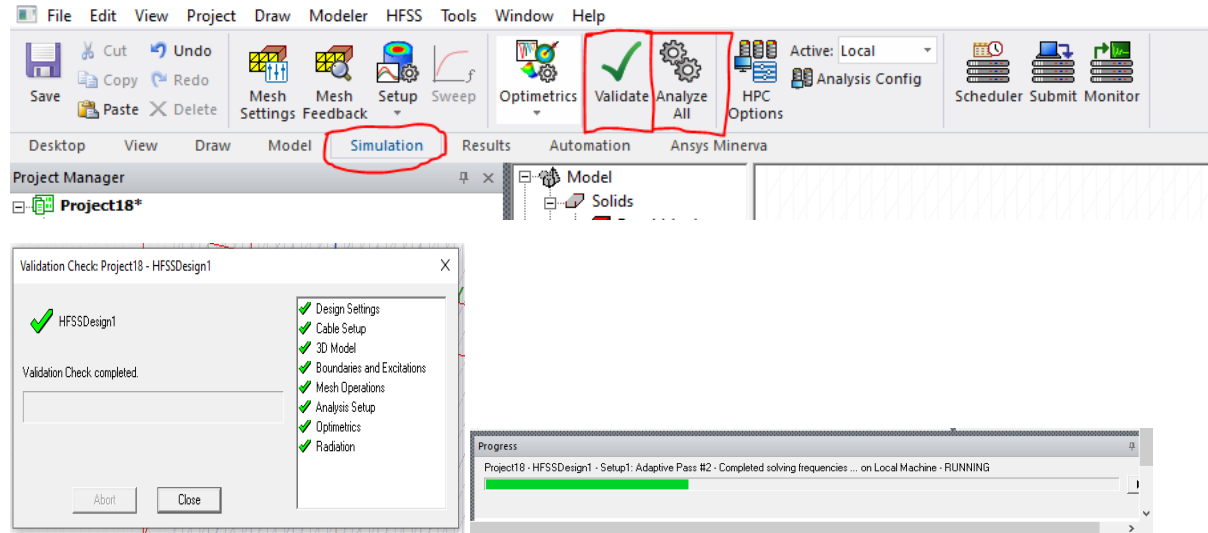 File Edit View Project Draw Modeler HFSS Tools Window Help
Save
Cut Undo
Copy Redo
Paste Delete
Mesh Settings
Mesh Feedback
Setup
Sweep
Optimetrics
Validate
Analyze All
HPC Options
Active: Local
Analysis Config
Scheduler Submit Monitor
Desktop View Draw Model Simulation Results Automation Ansys Minerva
Project Manager
Project18*
Model
Solids
Validation Check: Project18 - HFSSDesign1
HFSSDesign1
Validation Check completed.
Design Settings
Cable Setup
3D Model
Boundaries and Excitations
Mesh Operations
Analysis Setup
Optimetrics
Radiation
Abort Close
Progress
Project18 - HFSSDesign1 - Setup1: Adaptive Pass #2 - Completed solving frequencies ... on Local Machine - RUNNING